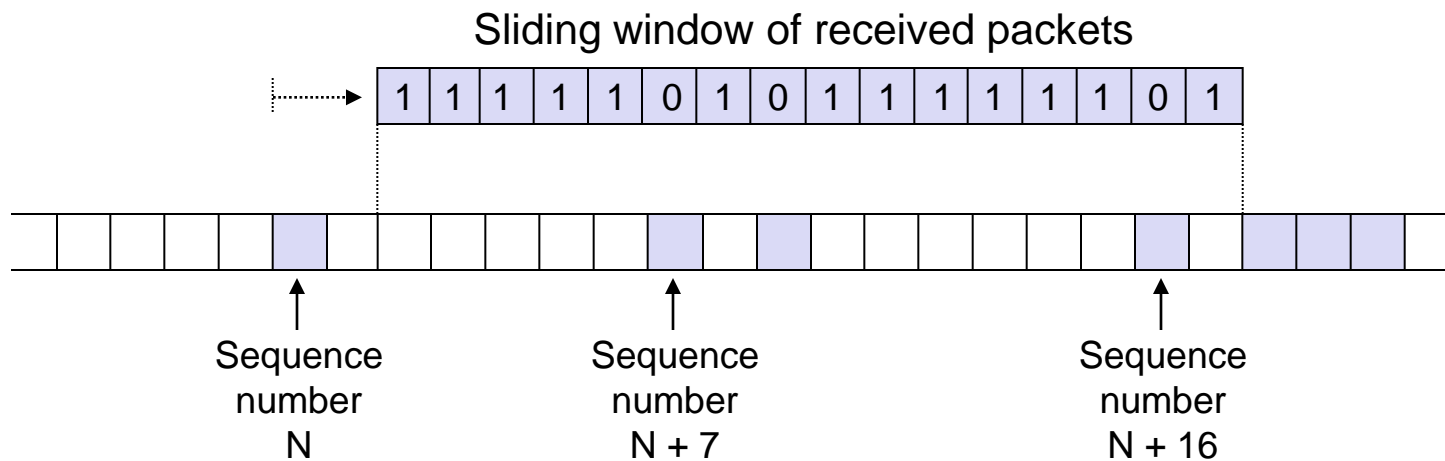 Sliding window of received packets
1 1 1 1 1 0 1 0 1 1 1 1 1 1 0 1
Sequence number N
Sequence number N + 7
Sequence number N + 16